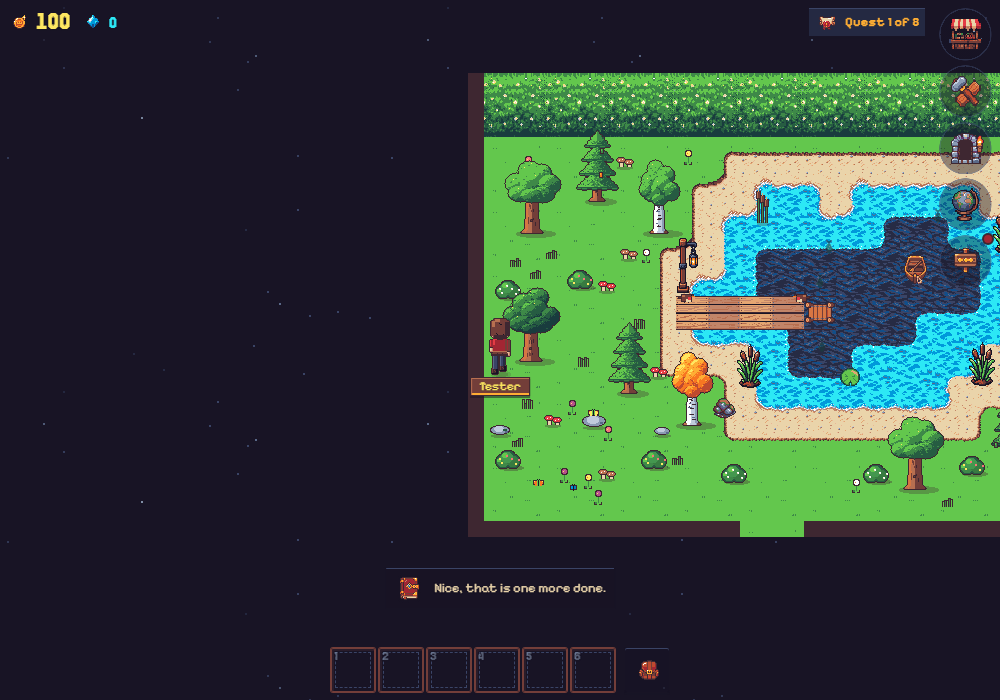 100
0
Quest 1 of 8
Tester
Nice, that is one more done.
1 2 3 4 5 6